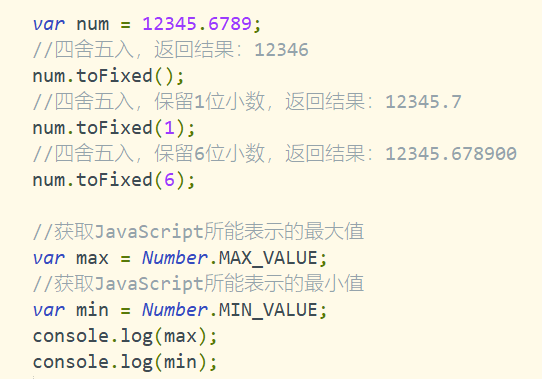 var num = 12345.6789;
//四舍五入，返回结果：12346
num.toFixed();
//四舍五入，保留1位小数，返回结果：12345.7
num.toFixed(1);
//四舍五入，保留6位小数，返回结果：12345.678900
num.toFixed(6);
//获取JavaScript所能表示的最大值
var max = Number.MAX_VALUE;
//获取JavaScript所能表示的最小值
var min = Number.MIN_VALUE;
console.log(max);
console.log(min);